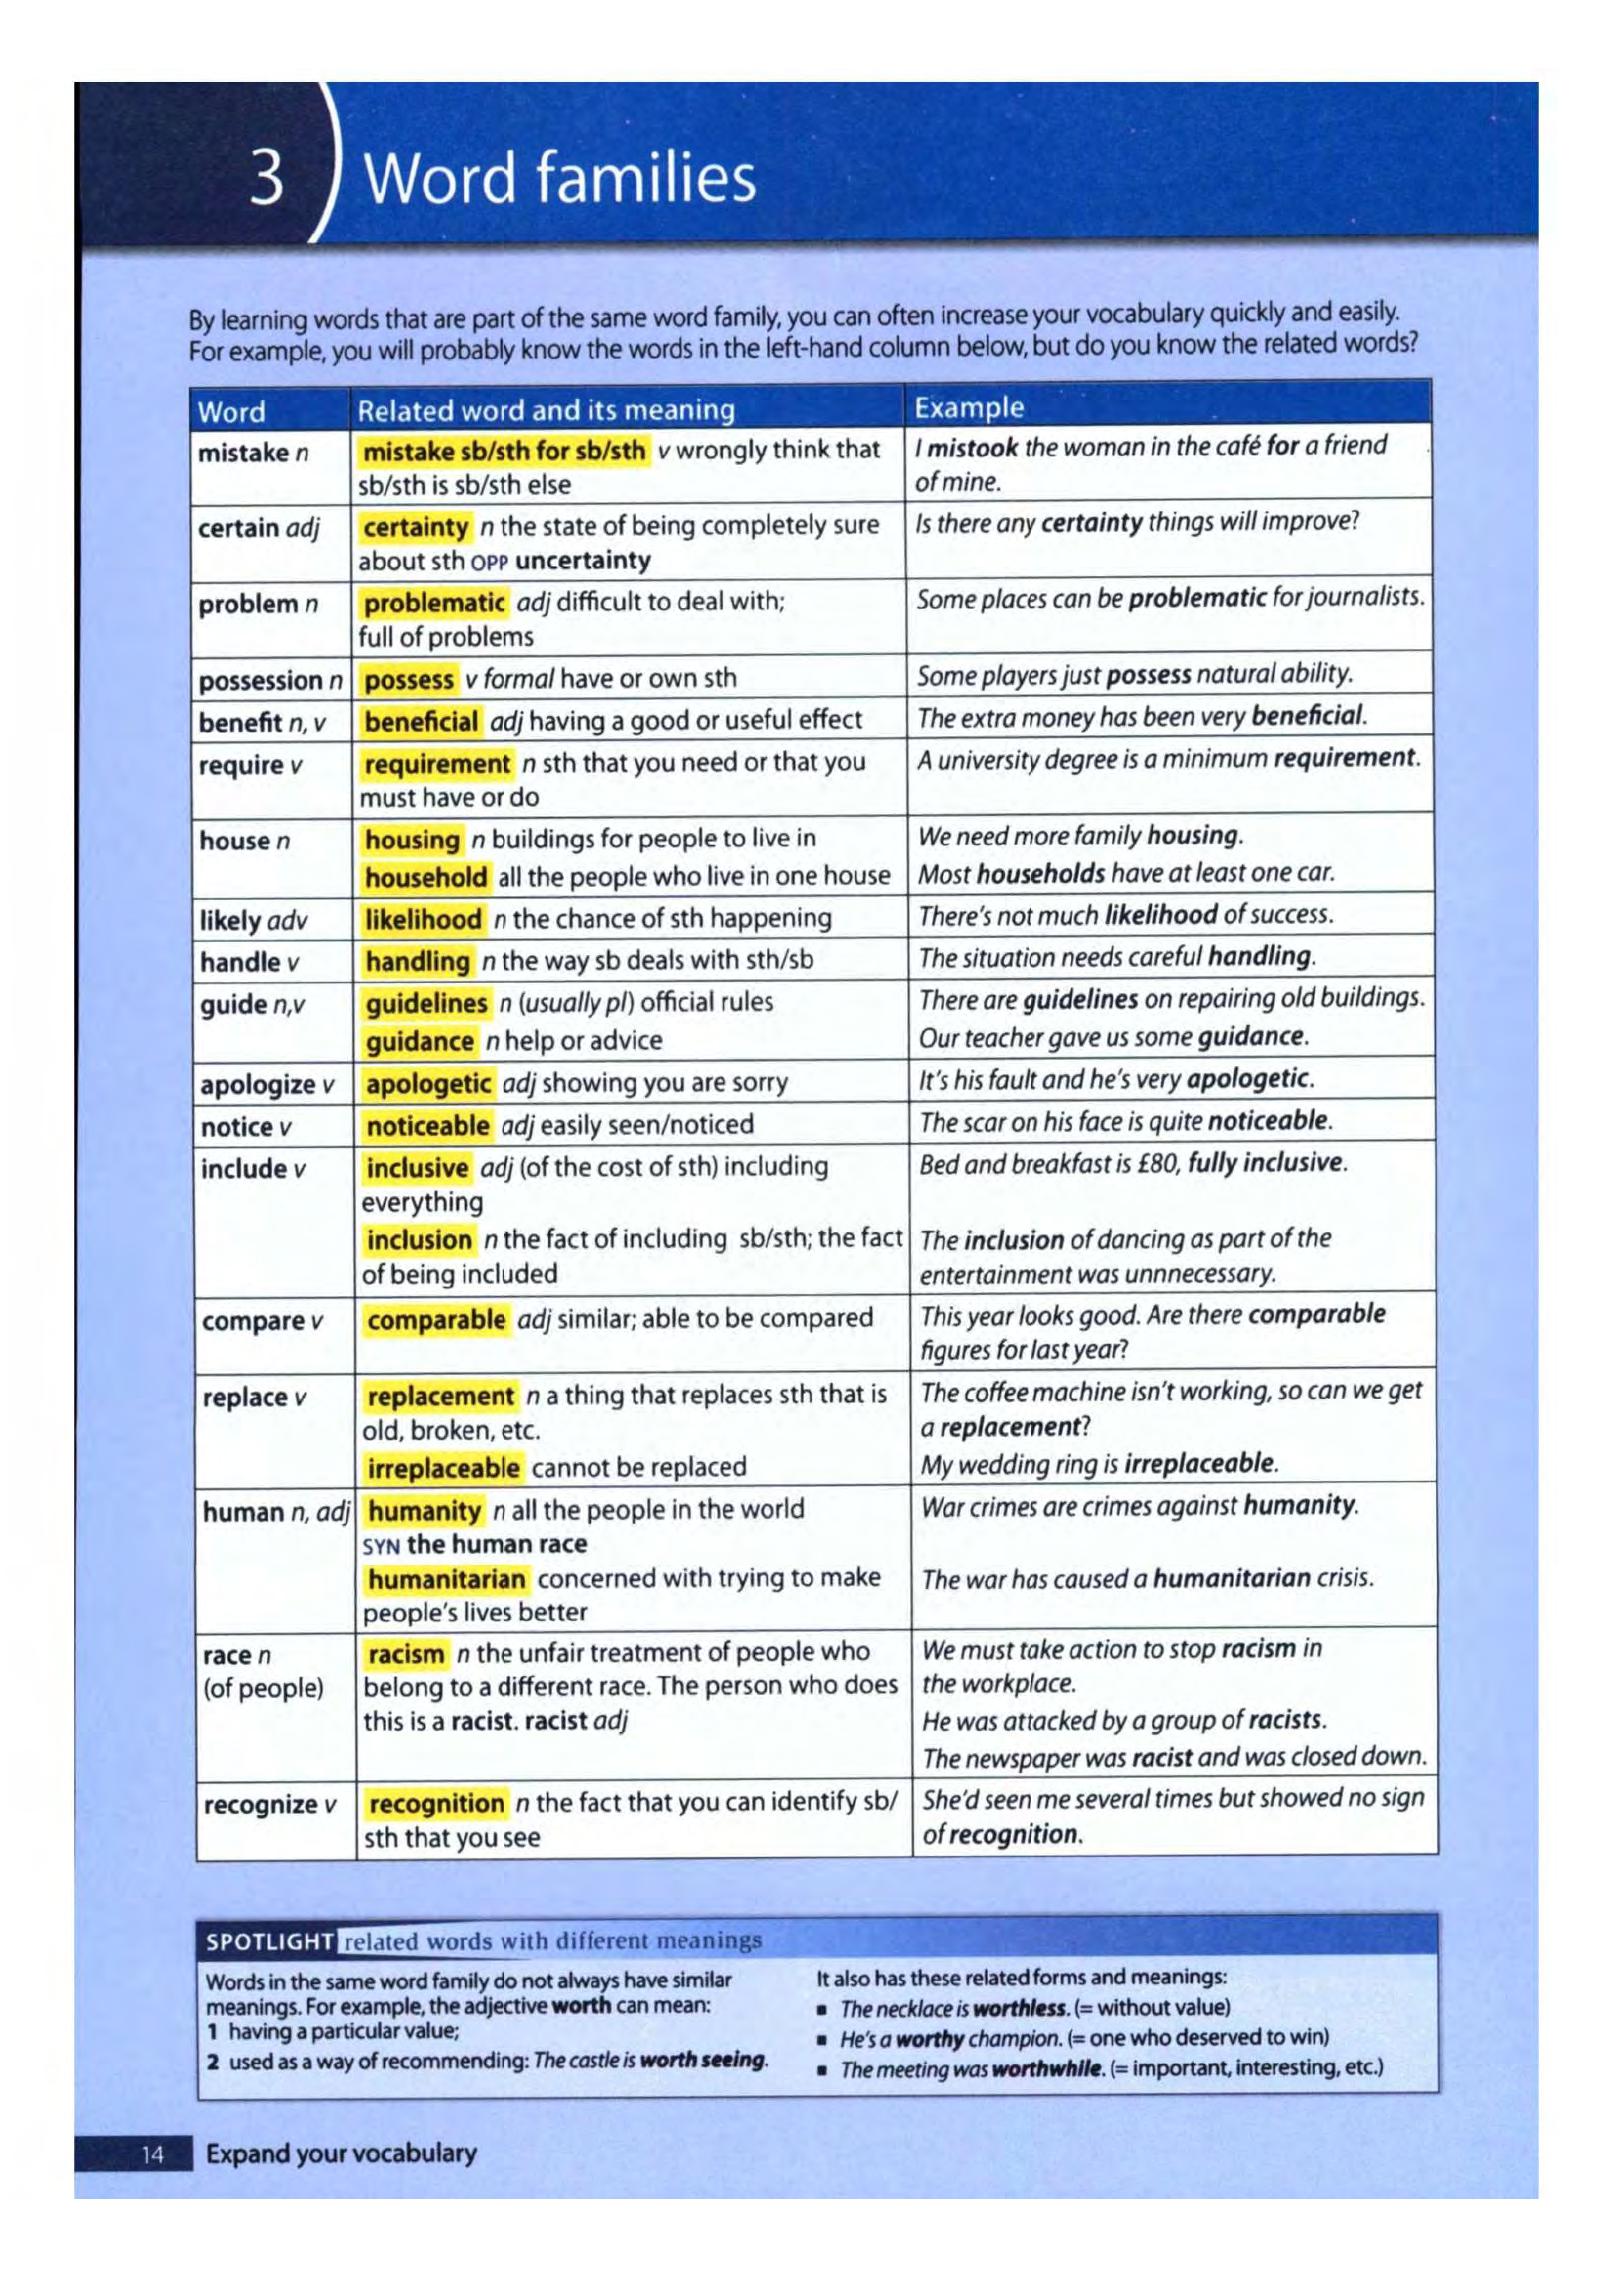 3 Word families
By learning words that are part of the same word family, you can often increase your vocabulary quickly and easily.
For example, you will probably know the words in the left-hand column below, but do you know the related words?
Word Related word and its meaning Example
mistake n mistake sb/sth for sb/sth v wrongly think that I mistook the woman in the café for a friend
sb/sth is sb/sth else of mine.
certain adj certainty n the state of being completely sure Is there any certainty things will improve?
about sth OPP uncertainty
problem n problematic adj difficult to deal with; Some places can be problematic for journalists.
full of problems
possession n possess v formal have or own sth Some players just possess natural ability.
benefit n, v beneficial adj having a good or useful effect The extra money has been very beneficial.
require v requirement n sth that you need or that you A university degree is a minimum requirement.
must have or do
house n housing n buildings for people to live in We need more family housing.
household all the people who live in one house Most households have at least one car.
likely adv likelihood n the chance of sth happening There's not much likelihood of success.
handle v handling n the way sb deals with sth/sb The situation needs careful handling.
guide n,v guidelines n (usually pl) official rules There are guidelines on repairing old buildings.
guidance n help or advice Our teacher gave us some guidance.
apologize v apologetic adj showing you are sorry It's his fault and he's very apologetic.
notice v noticeable adj easily seen/noticed The scar on his face is quite noticeable.
include v inclusive adj (of the cost of sth) including Bed and breakfast is £80, fully inclusive.
everything
inclusion n the fact of including sb/sth; the fact The inclusion of dancing as part of the
of being included entertainment was unnnecessary.
compare v comparable adj similar; able to be compared This year looks good. Are there comparable
figures for last year?
replace v replacement n a thing that replaces sth that is The coffee machine isn't working, so can we get
old, broken, etc. a replacement?
irreplaceable cannot be replaced My wedding ring is irreplaceable.
human n, adj humanity n all the people in the world War crimes are crimes against humanity.
SYN the human race
humanitarian concerned with trying to make The war has caused a humanitarian crisis.
people's lives better
race n racism n the unfair treatment of people who We must take action to stop racism in
(of people) belong to a different race. The person who does the workplace.
this is a racist. racist adj He was attacked by a group of racists.
The newspaper was racist and was closed down.
recognize v recognition n the fact that you can identify sb/ She'd seen me several times but showed no sign
sth that you see of recognition.
SPOTLIGHT related words with different meanings
Words in the same word family do not always have similar
meanings. For example, the adjective worth can mean:
1 having a particular value;
2 used as a way of recommending: The castle is worth seeing.
It also has these related forms and meanings:
▪ The necklace is worthless. (= without value)
▪ He's a worthy champion. (= one who deserved to win)
▪ The meeting was worthwhile. (= important, interesting, etc.)
14 Expand your vocabulary